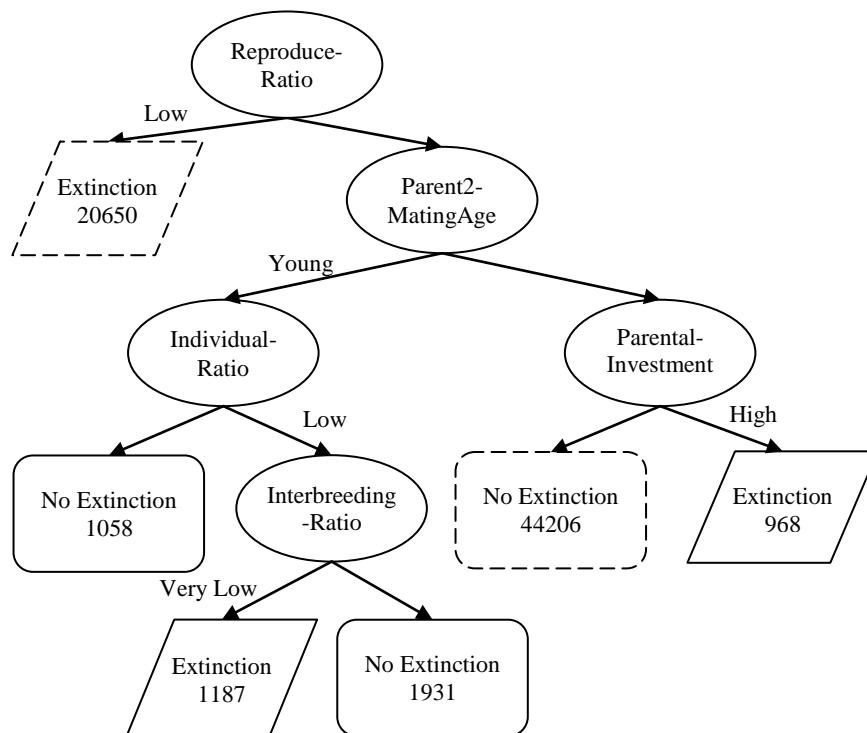 Reproduce-
Ratio
Low
Extinction
20650
Parent2-
MatingAge
Young
Individual-
Ratio
Parental-
Investment
Low
High
No Extinction
1058
Interbreeding
-Ratio
No Extinction
44206
Extinction
968
Very Low
Extinction
1187
No Extinction
1931